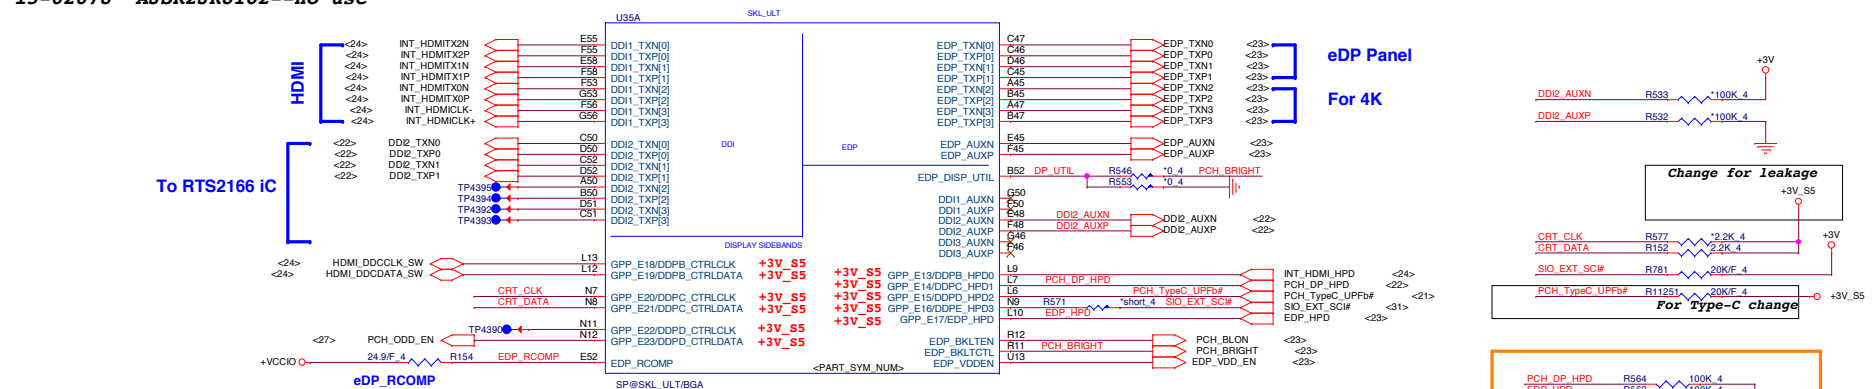 U35A
SKL_ULT
HDMI
<24> INT_HDMITX2N E55 DDI1_TXN[0]
<24> INT_HDMITX2P F55 DDI1_TXP[0]
<24> INT_HDMITX1N E58 DDI1_TXN[1]
<24> INT_HDMITX1P F58 DDI1_TXP[1]
<24> INT_HDMITX0N F53 DDI1_TXN[2]
<24> INT_HDMITX0P G53 DDI1_TXP[2]
<24> INT_HDMICLK- F56 DDI1_TXN[3]
<24> INT_HDMICLK+ G56 DDI1_TXP[3]
To RTS2166 iC
<22> DDI2_TXN0 C50 DDI2_TXN[0]
<22> DDI2_TXP0 D50 DDI2_TXP[0]
<22> DDI2_TXN1 C52 DDI2_TXN[1]
<22> DDI2_TXP1 D52 DDI2_TXP[1]
TP4395 A50 DDI2_TXN[2]
TP4394 B50 DDI2_TXP[2]
TP4392 D51 DDI2_TXN[3]
TP4393 C51 DDI2_TXP[3]
DDI
EDP
DISPLAY SIDEBANDS
<24> HDMI_DDCCLK_SW L13 GPP_E18/DDPB_CTRLCLK +3V_S5
<24> HDMI_DDCDATA_SW L12 GPP_E19/DDPB_CTRLDATA +3V_S5
CRT_CLK N7 GPP_E20/DDPC_CTRLCLK +3V_S5
CRT_DATA N8 GPP_E21/DDPC_CTRLDATA +3V_S5
TP4390 N11 GPP_E22/DDPD_CTRLCLK +3V_S5
<27> PCH_ODD_EN N12 GPP_E23/DDPD_CTRLDATA +3V_S5
+VCCIO 24.9/F_4 R154 EDP_RCOMP E52 EDP_RCOMP
eDP_RCOMP
<PART_SYM_NUM>
SP@SKL_ULT/BGA
EDP_TXN[0] C47 EDP_TXN0 <23>
EDP_TXP[0] C46 EDP_TXP0 <23>
EDP_TXN[1] D46 EDP_TXN1 <23>
EDP_TXP[1] C45 EDP_TXP1 <23>
EDP_TXN[2] A45 EDP_TXN2 <23>
EDP_TXP[2] B45 EDP_TXP2 <23>
EDP_TXN[3] A47 EDP_TXN3 <23>
EDP_TXP[3] B47 EDP_TXP3 <23>
eDP Panel
For 4K
EDP_AUXN E45 EDP_AUXN <23>
EDP_AUXP F45 EDP_AUXP <23>
EDP_DISP_UTIL B52 DP_UTIL R546 *0_4 PCH_BRIGHT
R553 *0_4
DDI1_AUXN G50
DDI1_AUXP F50
DDI2_AUXN E48 DDI2_AUXN DDI2_AUXN <22>
DDI2_AUXP F48 DDI2_AUXP DDI2_AUXP <22>
DDI3_AUXN G46
DDI3_AUXP F46
+3V_S5 GPP_E13/DDPB_HPD0 L9 INT_HDMI_HPD <24>
+3V_S5 GPP_E14/DDPC_HPD1 L7 PCH_DP_HPD PCH_DP_HPD <22>
+3V_S5 GPP_E15/DDPD_HPD2 L6 PCH_TypeC_UPFb# PCH_TypeC_UPFb# <21>
+3V_S5 GPP_E16/DDPE_HPD3 N9 R571 *short_4 SIO_EXT_SCI# SIO_EXT_SCI# <31>
+3V_S5 GPP_E17/EDP_HPD L10 EDP_HPD EDP_HPD <23>
EDP_BKLTEN R12 PCH_BLON <23>
EDP_BKLTCTL R11 PCH_BRIGHT PCH_BRIGHT <23>
EDP_VDDEN U13 EDP_VDD_EN <23>
+3V
DDI2_AUXN R533 *100K_4
DDI2_AUXP R532 *100K_4
Change for leakage
+3V_S5
CRT_CLK R577 *2.2K_4
CRT_DATA R152 2.2K_4
+3V
SIO_EXT_SCI# R781 20K/F_4
PCH_TypeC_UPFb# R11251 20K/F_4 +3V_S5
For Type-C change
PCH_DP_HPD R564 100K_4